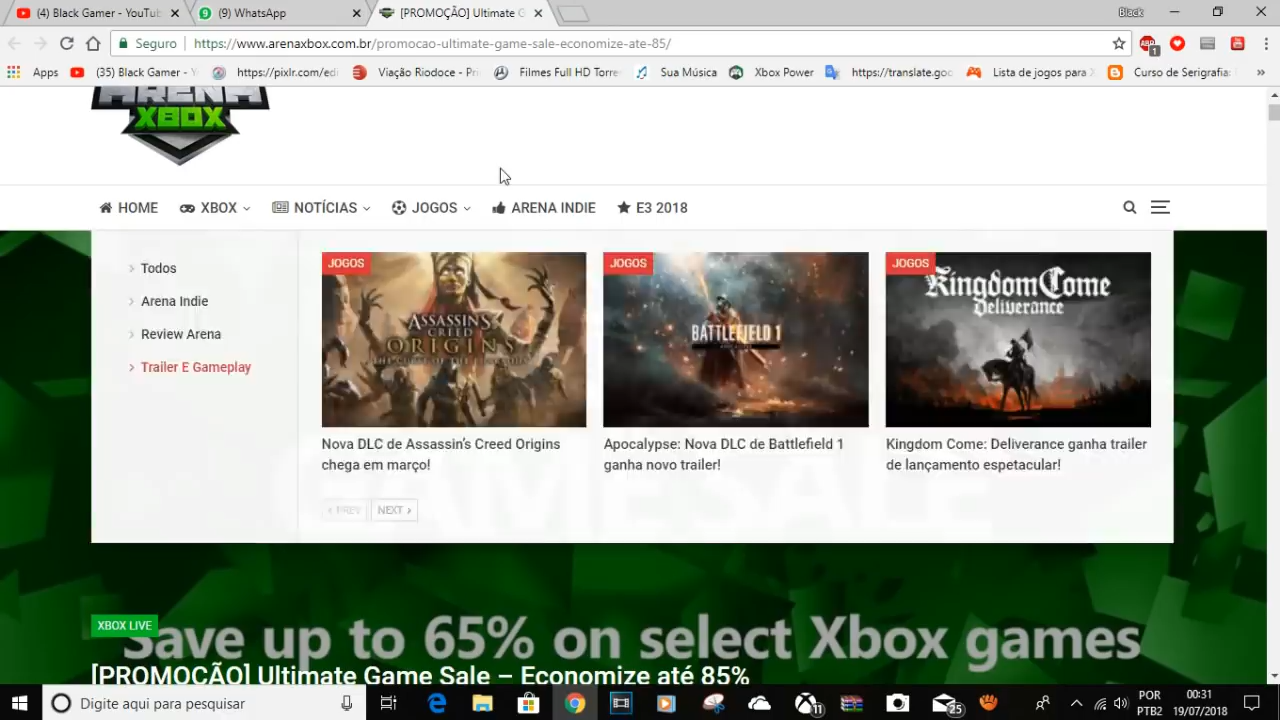 (4) Black Gamer - YouTub
(9) WhatsApp
[PROMOÇÃO] Ultimate G
Black
Seguro
https://www.arenaxbox.com.br/promocao-ultimate-game-sale-economize-ate-85/
ABP
1
Apps
(35) Black Gamer - Y
https://pixlr.com/edi
Viação Riodoce - Pr
Filmes Full HD Torre
Sua Música
Xbox Power
https://translate.goo
Lista de jogos para X
Curso de Serigrafia:
»
ARENA
XBOX
HOME
XBOX
NOTÍCIAS
JOGOS
ARENA INDIE
E3 2018
Todos
Arena Indie
Review Arena
Trailer E Gameplay
JOGOS
ASSASSIN'S
CREED
ORIGINS
JOGOS
BATTLEFIELD 1
JOGOS
KINGDOM COME
DELIVERANCE
Nova DLC de Assassin's Creed Origins
chega em março!
Apocalypse: Nova DLC de Battlefield 1
ganha novo trailer!
Kingdom Come: Deliverance ganha trailer
de lançamento espetacular!
PREV
NEXT
GAME SALE
XBOX LIVE
Save up to 65% on select Xbox games
[PROMOÇÃO] Ultimate Game Sale – Economize até 85%
Digite aqui para pesquisar
11
25
POR
PTB2
00:31
19/07/2018